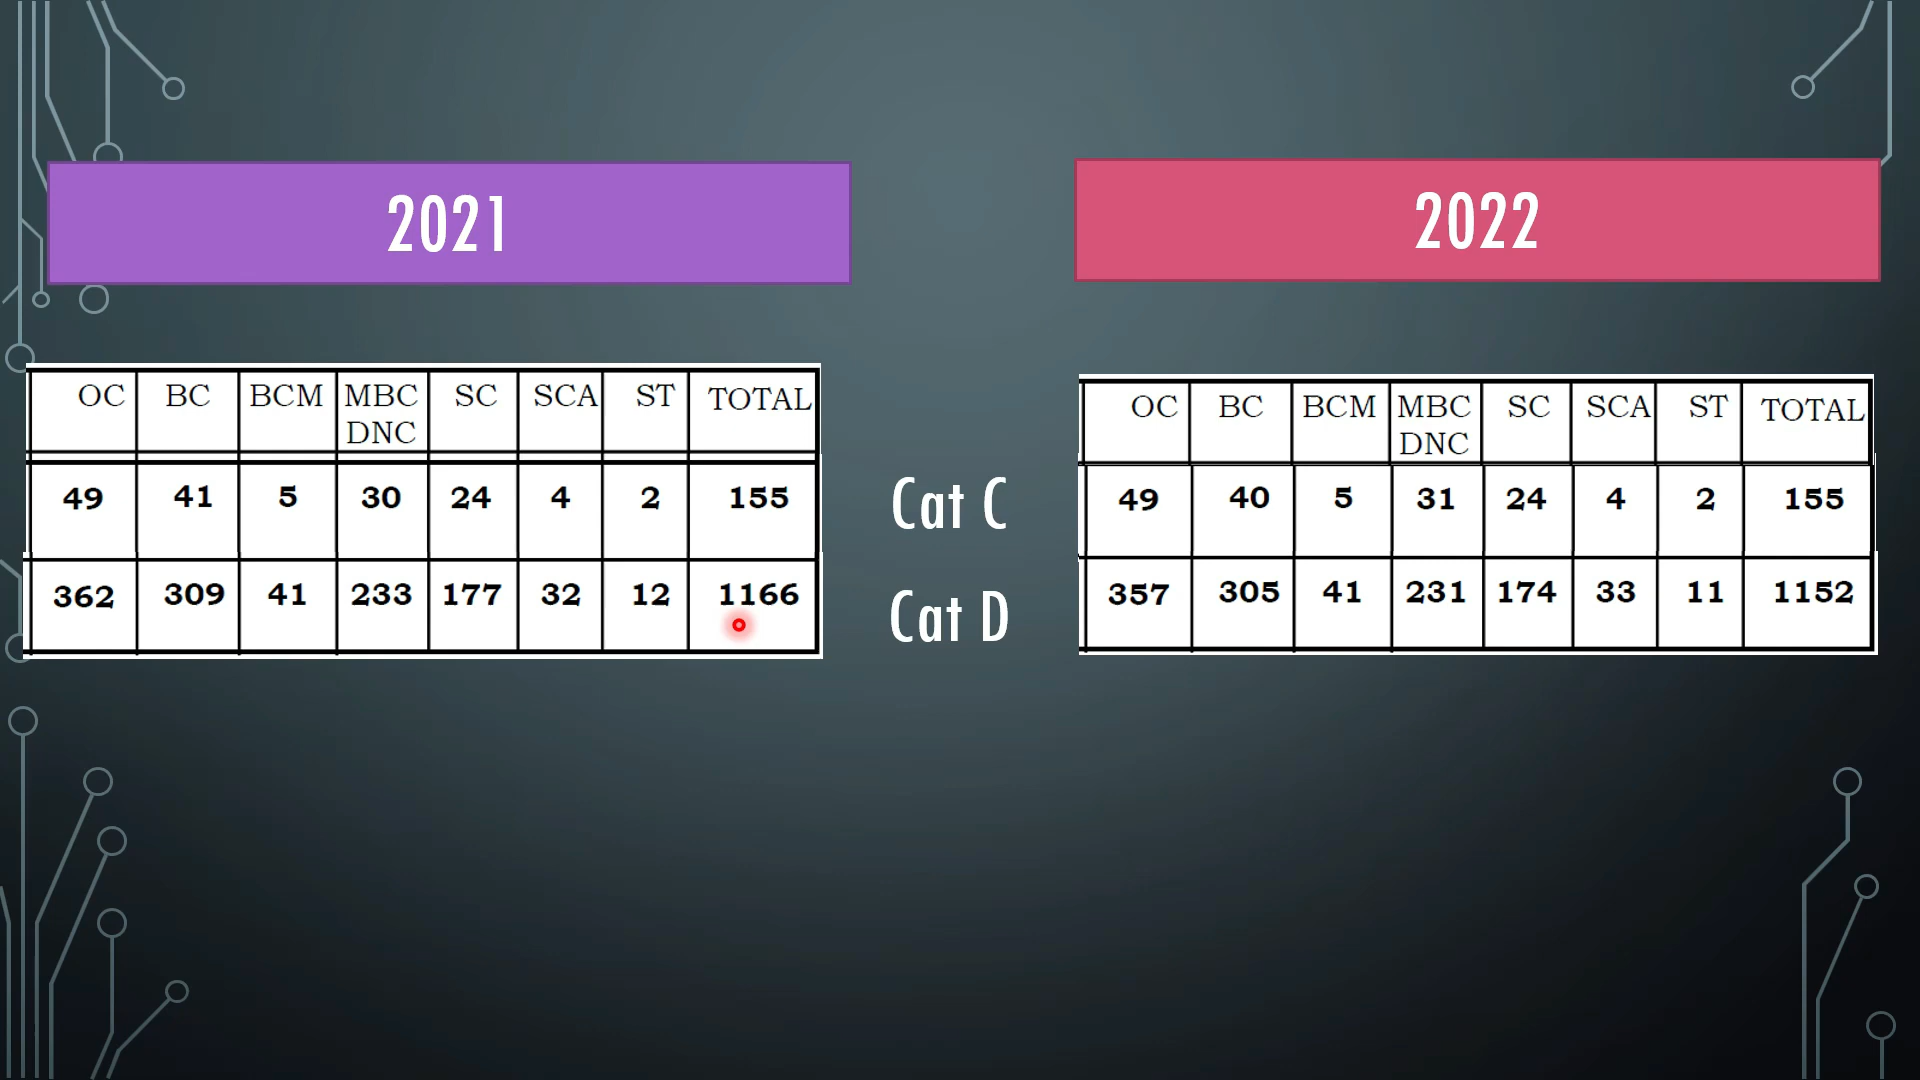 2021
2022
OC BC BCM MBC SC SCA ST TOTAL
DNC
49 41 5 30 24 4 2 155
362 309 41 233 177 32 12 1166
Cat C
Cat D
OC BC BCM MBC SC SCA ST TOTAL
DNC
49 40 5 31 24 4 2 155
357 305 41 231 174 33 11 1152